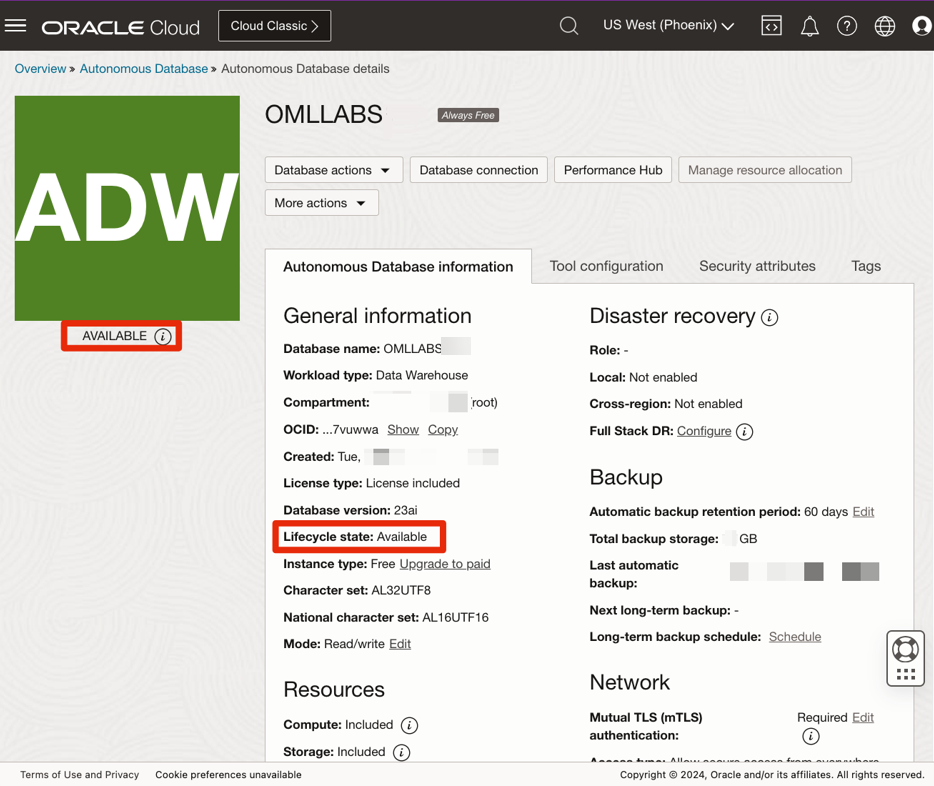 ORACLE Cloud
Cloud Classic >
US West (Phoenix)
Overview » Autonomous Database » Autonomous Database details
ADW
AVAILABLE
OMLLABS
Always Free
Database actions
Database connection
Performance Hub
Manage resource allocation
More actions
Autonomous Database information
Tool configuration
Security attributes
Tags
General information
Database name: OMLLABS
Workload type: Data Warehouse
Compartment: (root)
OCID: ...7vuwwa Show Copy
Created: Tue,
License type: License included
Database version: 23ai
Lifecycle state: Available
Instance type: Free Upgrade to paid
Character set: AL32UTF8
National character set: AL16UTF16
Mode: Read/write Edit
Resources
Compute: Included
Storage: Included
Disaster recovery
Role: -
Local: Not enabled
Cross-region: Not enabled
Full Stack DR: Configure
Backup
Automatic backup retention period: 60 days Edit
Total backup storage: GB
Last automatic
backup:
Next long-term backup: -
Long-term backup schedule: Schedule
Network
Mutual TLS (mTLS)
authentication:
Required Edit
Access type: Allow secure access from everywhere
Terms of Use and Privacy
Cookie preferences unavailable
Copyright © 2024, Oracle and/or its affiliates. All rights reserved.